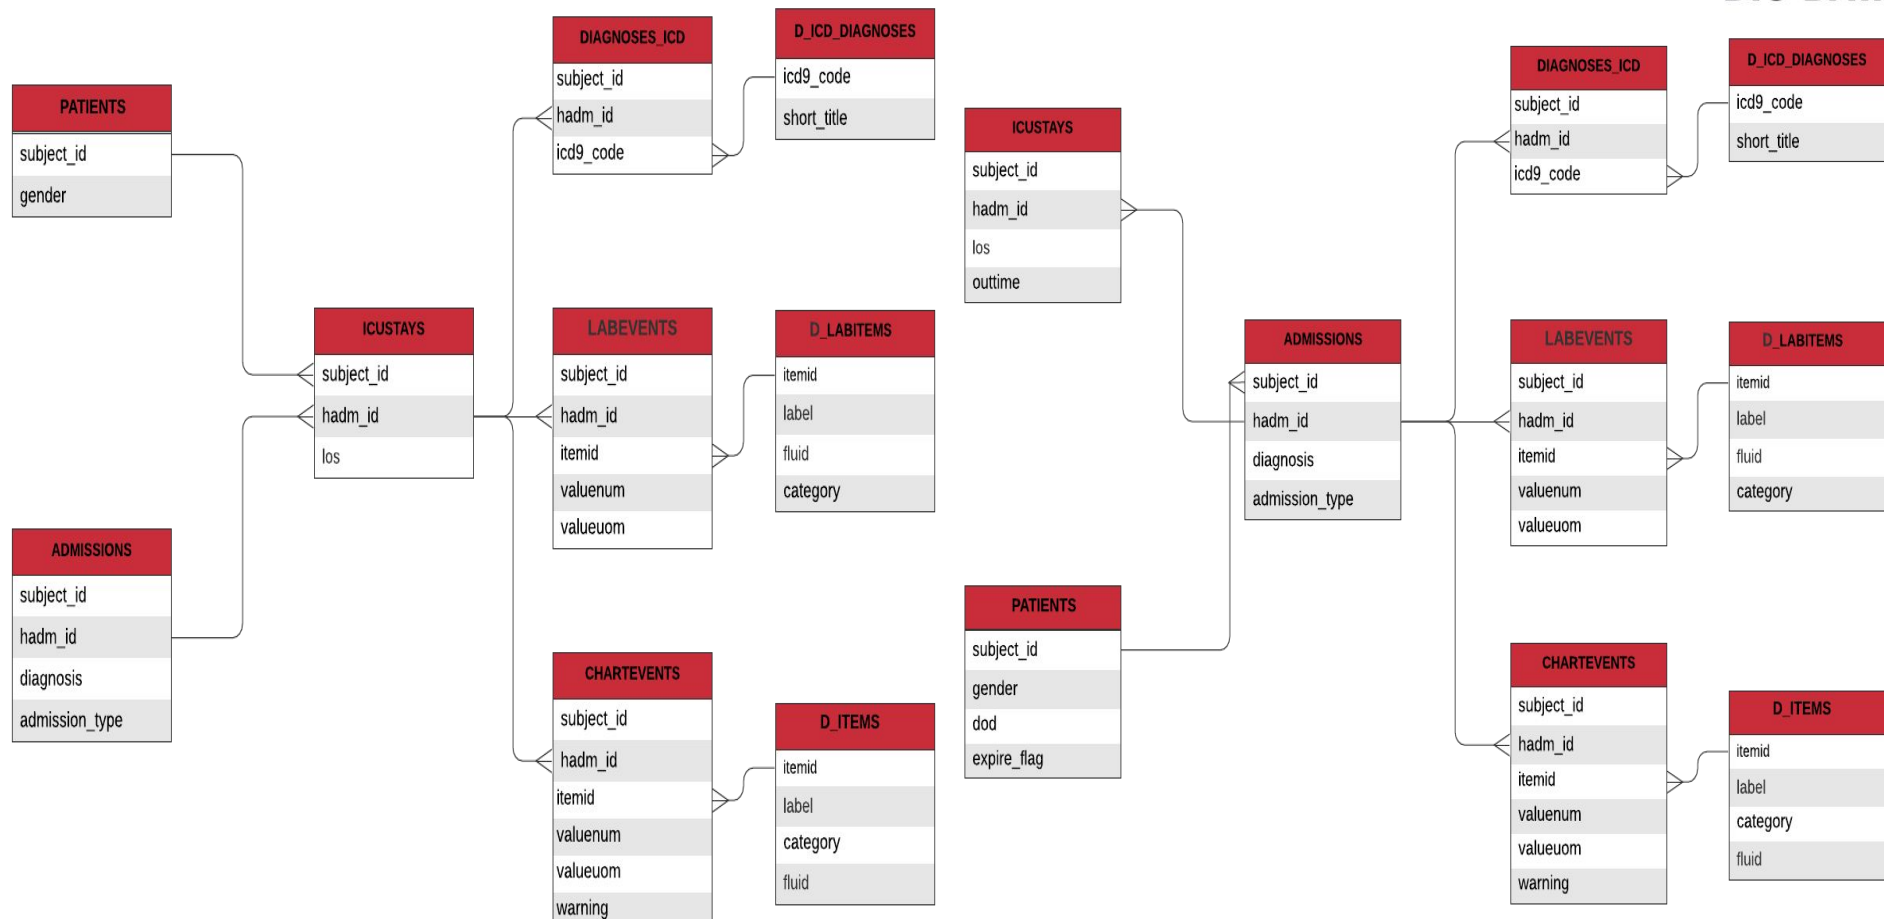 PATIENTS
subject_id
gender
ADMISSIONS
subject_id
hadm_id
diagnosis
admission_type
ICUSTAYS
subject_id
hadm_id
los
DIAGNOSES_ICD
subject_id
hadm_id
icd9_code
D_ICD_DIAGNOSES
icd9_code
short_title
LABEVENTS
subject_id
hadm_id
itemid
valuenum
valueuom
D_LABITEMS
itemid
label
fluid
category
CHARTEVENTS
subject_id
hadm_id
itemid
valuenum
valueuom
warning
D_ITEMS
itemid
label
category
fluid
ICUSTAYS
subject_id
hadm_id
los
outtime
PATIENTS
subject_id
gender
dod
expire_flag
ADMISSIONS
subject_id
hadm_id
diagnosis
admission_type
DIAGNOSES_ICD
subject_id
hadm_id
icd9_code
D_ICD_DIAGNOSES
icd9_code
short_title
LABEVENTS
subject_id
hadm_id
itemid
valuenum
valueuom
D_LABITEMS
itemid
label
fluid
category
CHARTEVENTS
subject_id
hadm_id
itemid
valuenum
valueuom
warning
D_ITEMS
itemid
label
category
fluid